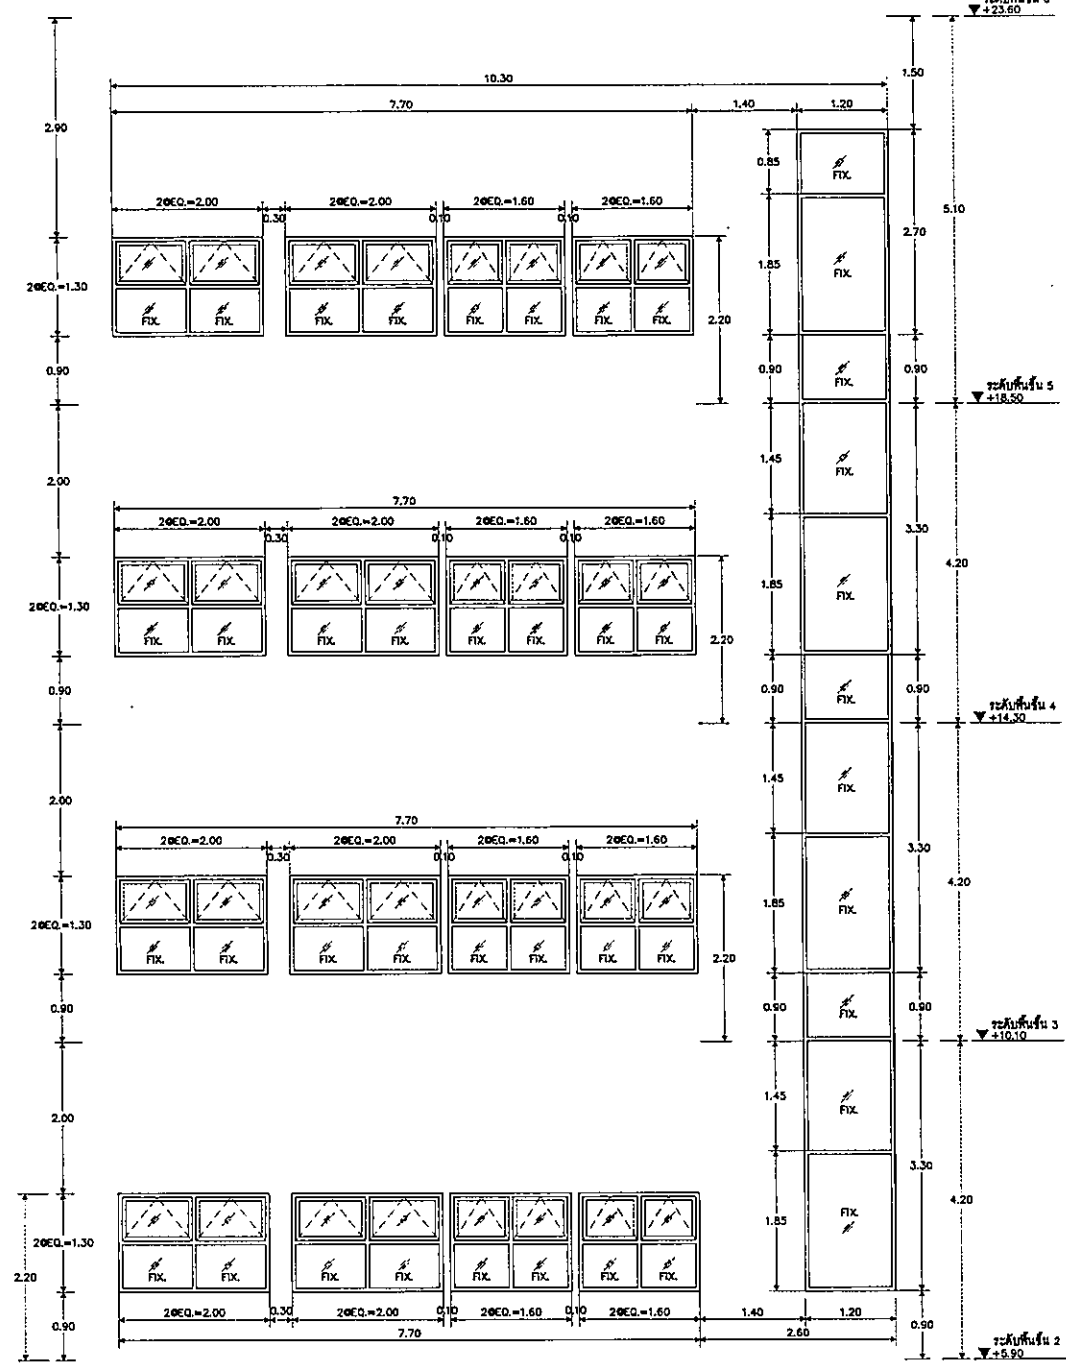 ระดับพื้นชั้น 6
+23.60
1.50
10.30
7.70
1.40
1.20
2.90
0.85
FIX.
2@EQ.=2.00
0.30
2@EQ.=2.00
0.10
2@EQ.=1.60
0.10
2@EQ.=1.60
5.10
2.70
1.85
FIX.
2@EQ.=1.30
FIX.
FIX.
FIX.
FIX.
FIX.
FIX.
FIX.
FIX.
2.20
0.90
0.90
FIX.
0.90
ระดับพื้นชั้น 5
+18.50
1.45
FIX.
2.00
7.70
2@EQ.=2.00
0.30
2@EQ.=2.00
0.10
2@EQ.=1.60
0.10
2@EQ.=1.60
3.30
4.20
1.85
FIX.
2@EQ.=1.30
FIX.
FIX.
FIX.
FIX.
FIX.
FIX.
FIX.
FIX.
2.20
0.90
0.90
FIX.
0.90
ระดับพื้นชั้น 4
+14.30
1.45
FIX.
2.00
7.70
2@EQ.=2.00
0.30
2@EQ.=2.00
0.10
2@EQ.=1.60
0.10
2@EQ.=1.60
3.30
4.20
1.85
FIX.
2@EQ.=1.30
FIX.
FIX.
FIX.
FIX.
FIX.
FIX.
FIX.
FIX.
2.20
0.90
0.90
FIX.
0.90
ระดับพื้นชั้น 3
+10.10
1.45
FIX.
2.00
3.30
4.20
1.85
FIX.
2@EQ.=1.30
2.20
FIX.
FIX.
FIX.
FIX.
FIX.
FIX.
FIX.
FIX.
2@EQ.=2.00
0.30
2@EQ.=2.00
0.10
2@EQ.=1.60
0.10
2@EQ.=1.60
1.40
1.20
0.90
7.70
2.60
0.90
ระดับพื้นชั้น 2
+5.90